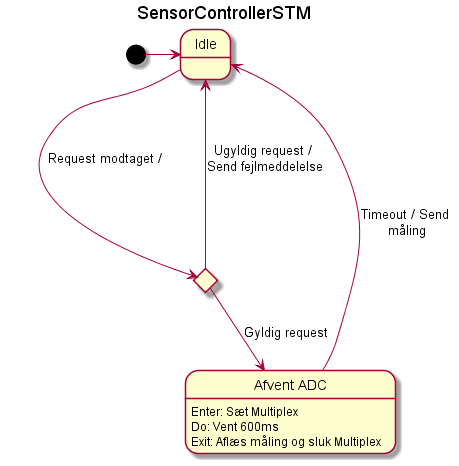 SensorControllerSTM
Idle
Request modtaget /
Ugyldig request /
Send fejlmeddelelse
Timeout / Send
måling
Gyldig request
Afvent ADC
Enter: Sæt Multiplex
Do: Vent 600ms
Exit: Aflæs måling og sluk Multiplex